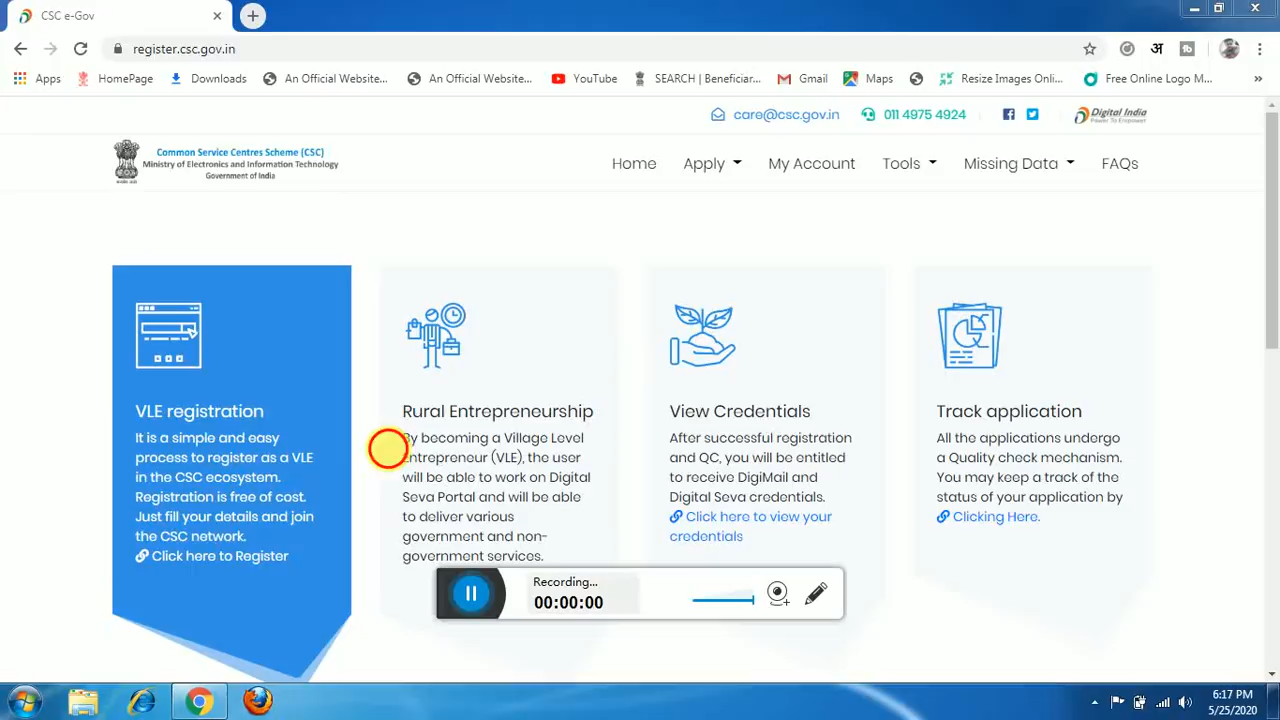 CSC e-Gov
register.csc.gov.in
अ
Apps
HomePage
Downloads
An Official Website...
An Official Website...
YouTube
SEARCH | Beneficiar...
Gmail
Maps
Resize Images Onli...
Free Online Logo M...
»
care@csc.gov.in
011 4975 4924
Digital India
Power To Empower
Common Service Centres Scheme (CSC)
Ministry of Electronics and Information Technology
Government of India
Home
Apply
My Account
Tools
Missing Data
FAQs
VLE registration
It is a simple and easy
process to register as a VLE
in the CSC ecosystem.
Registration is free of cost.
Just fill your details and join
the CSC network.
Click here to Register
Rural Entrepreneurship
By becoming a Village Level
Entrepreneur (VLE), the user
will be able to work on Digital
Seva Portal and will be able
to deliver various
government and non-
government services.
View Credentials
After successful registration
and QC, you will be entitled
to receive DigiMail and
Digital Seva credentials.
Click here to view your
credentials
Track application
All the applications undergo
a Quality check mechanism.
You may keep a track of the
status of your application by
Clicking Here.
Recording...
00:00:00
6:17 PM
5/25/2020